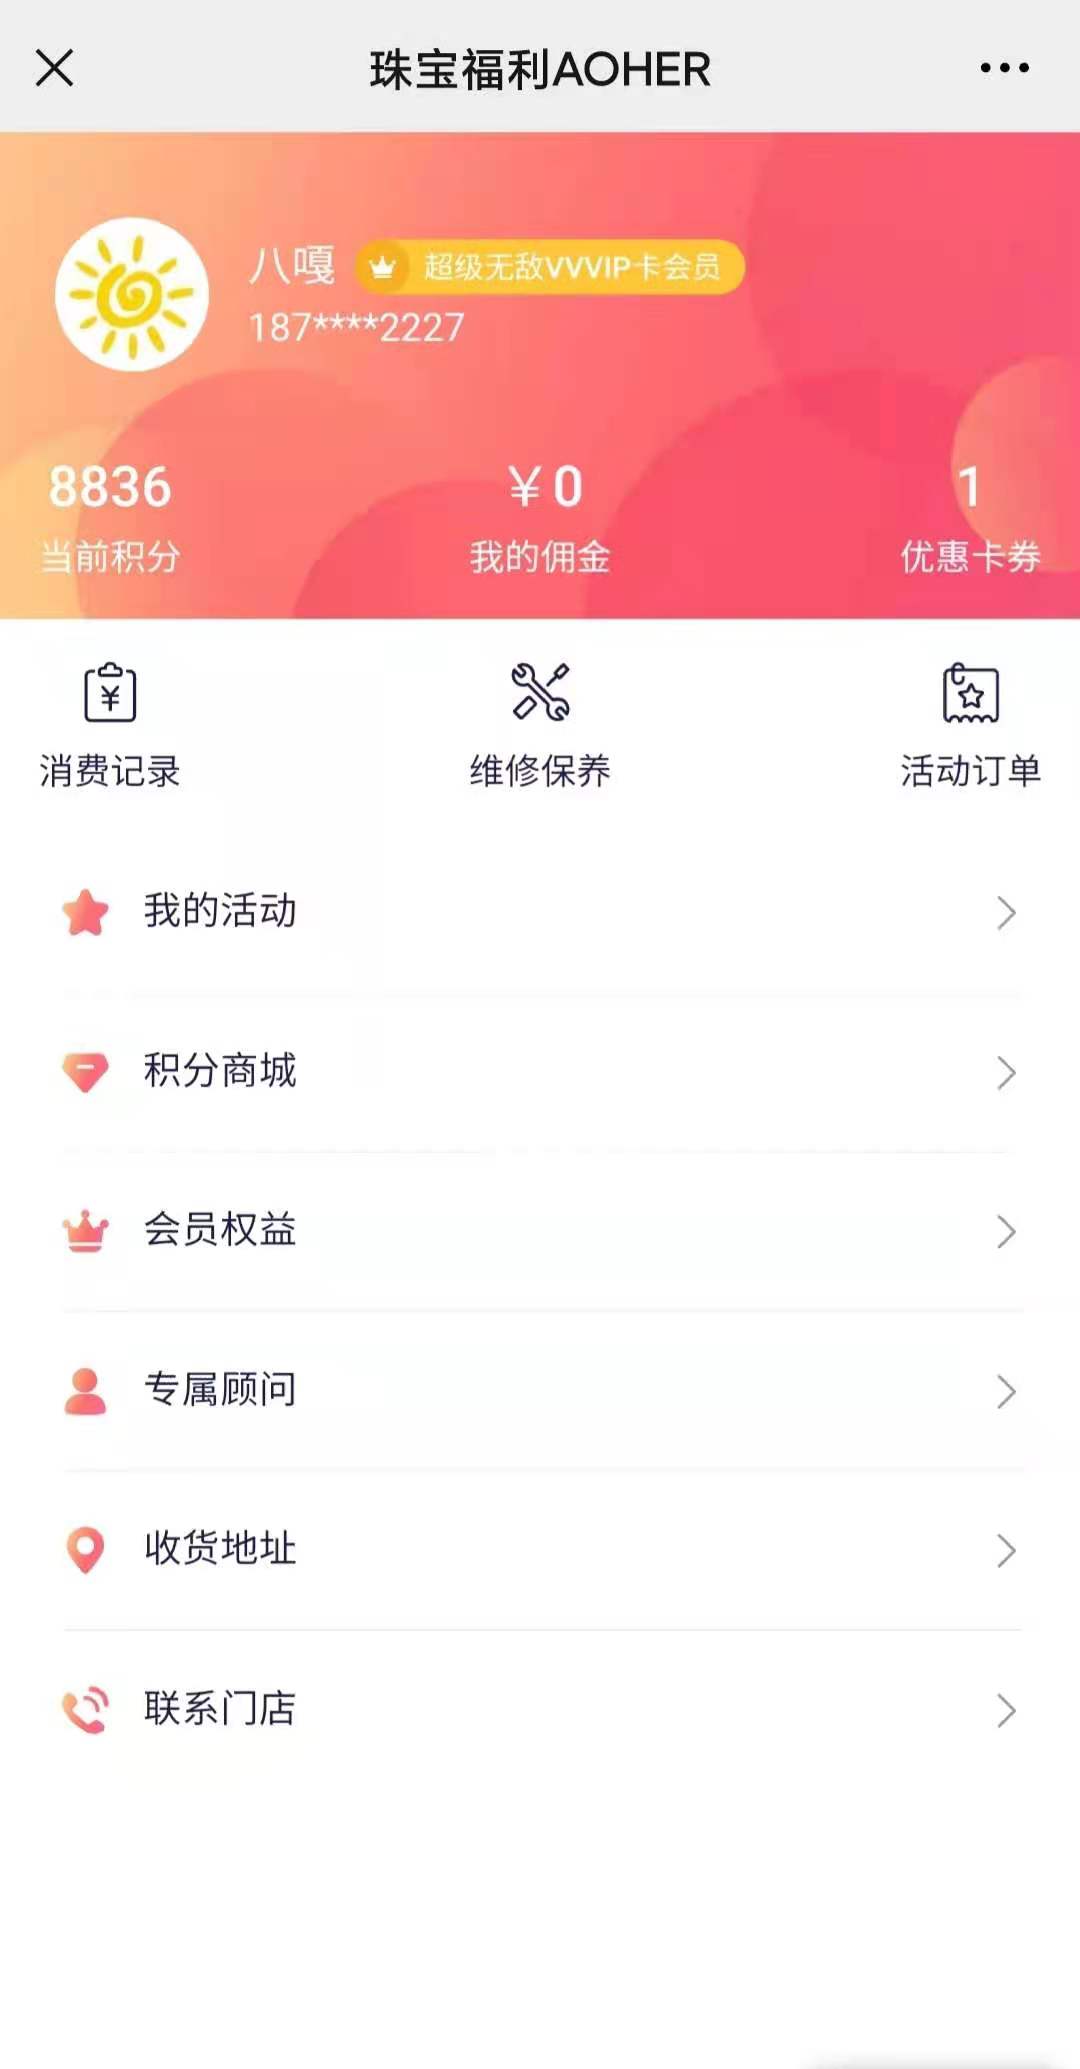 珠宝福利AOHER
八嘎
超级无敌VVVIP卡会员
187****2227
8836
¥0
1
当前积分
我的佣金
优惠卡券
消费记录
维修保养
活动订单
我的活动
积分商城
会员权益
专属顾问
收货地址
联系门店